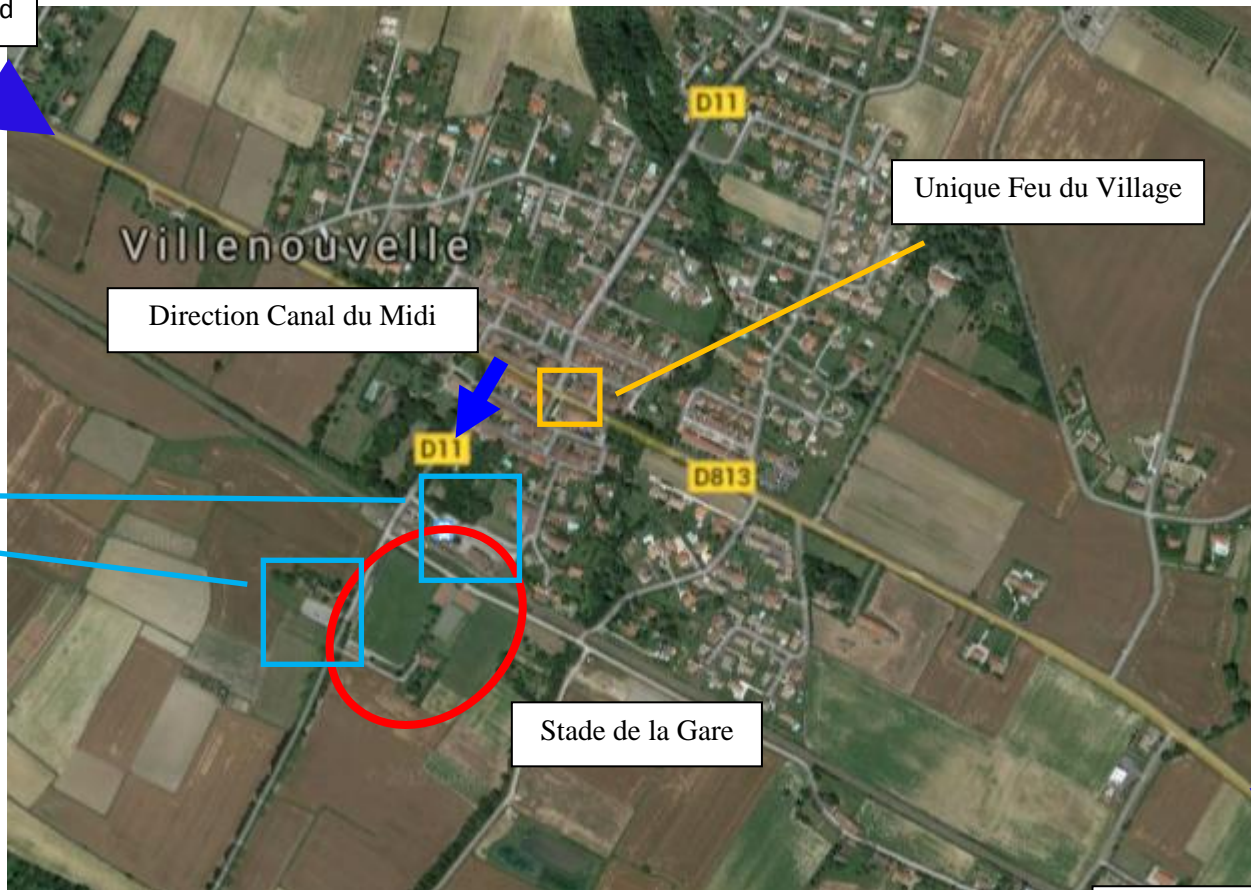 d
D11
Unique Feu du Village
Villenouvelle
Direction Canal du Midi
D11
D813
Stade de la Gare